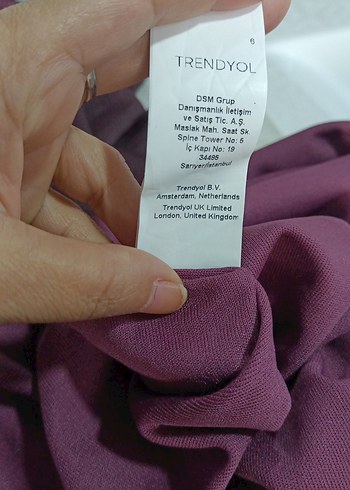 6
TRENDYOL
DSM Grup
Danışmanlık İletişim
ve Satış Tic. A.Ş.
Maslak Mah. Saat Sk
Spine Tower No: 5
İç Kapı No: 19
34485
Sarıyer/İstanbul
Trendyol B.V.
Amsterdam, Netherlands
Trendyol UK Limited
London, United Kingdom